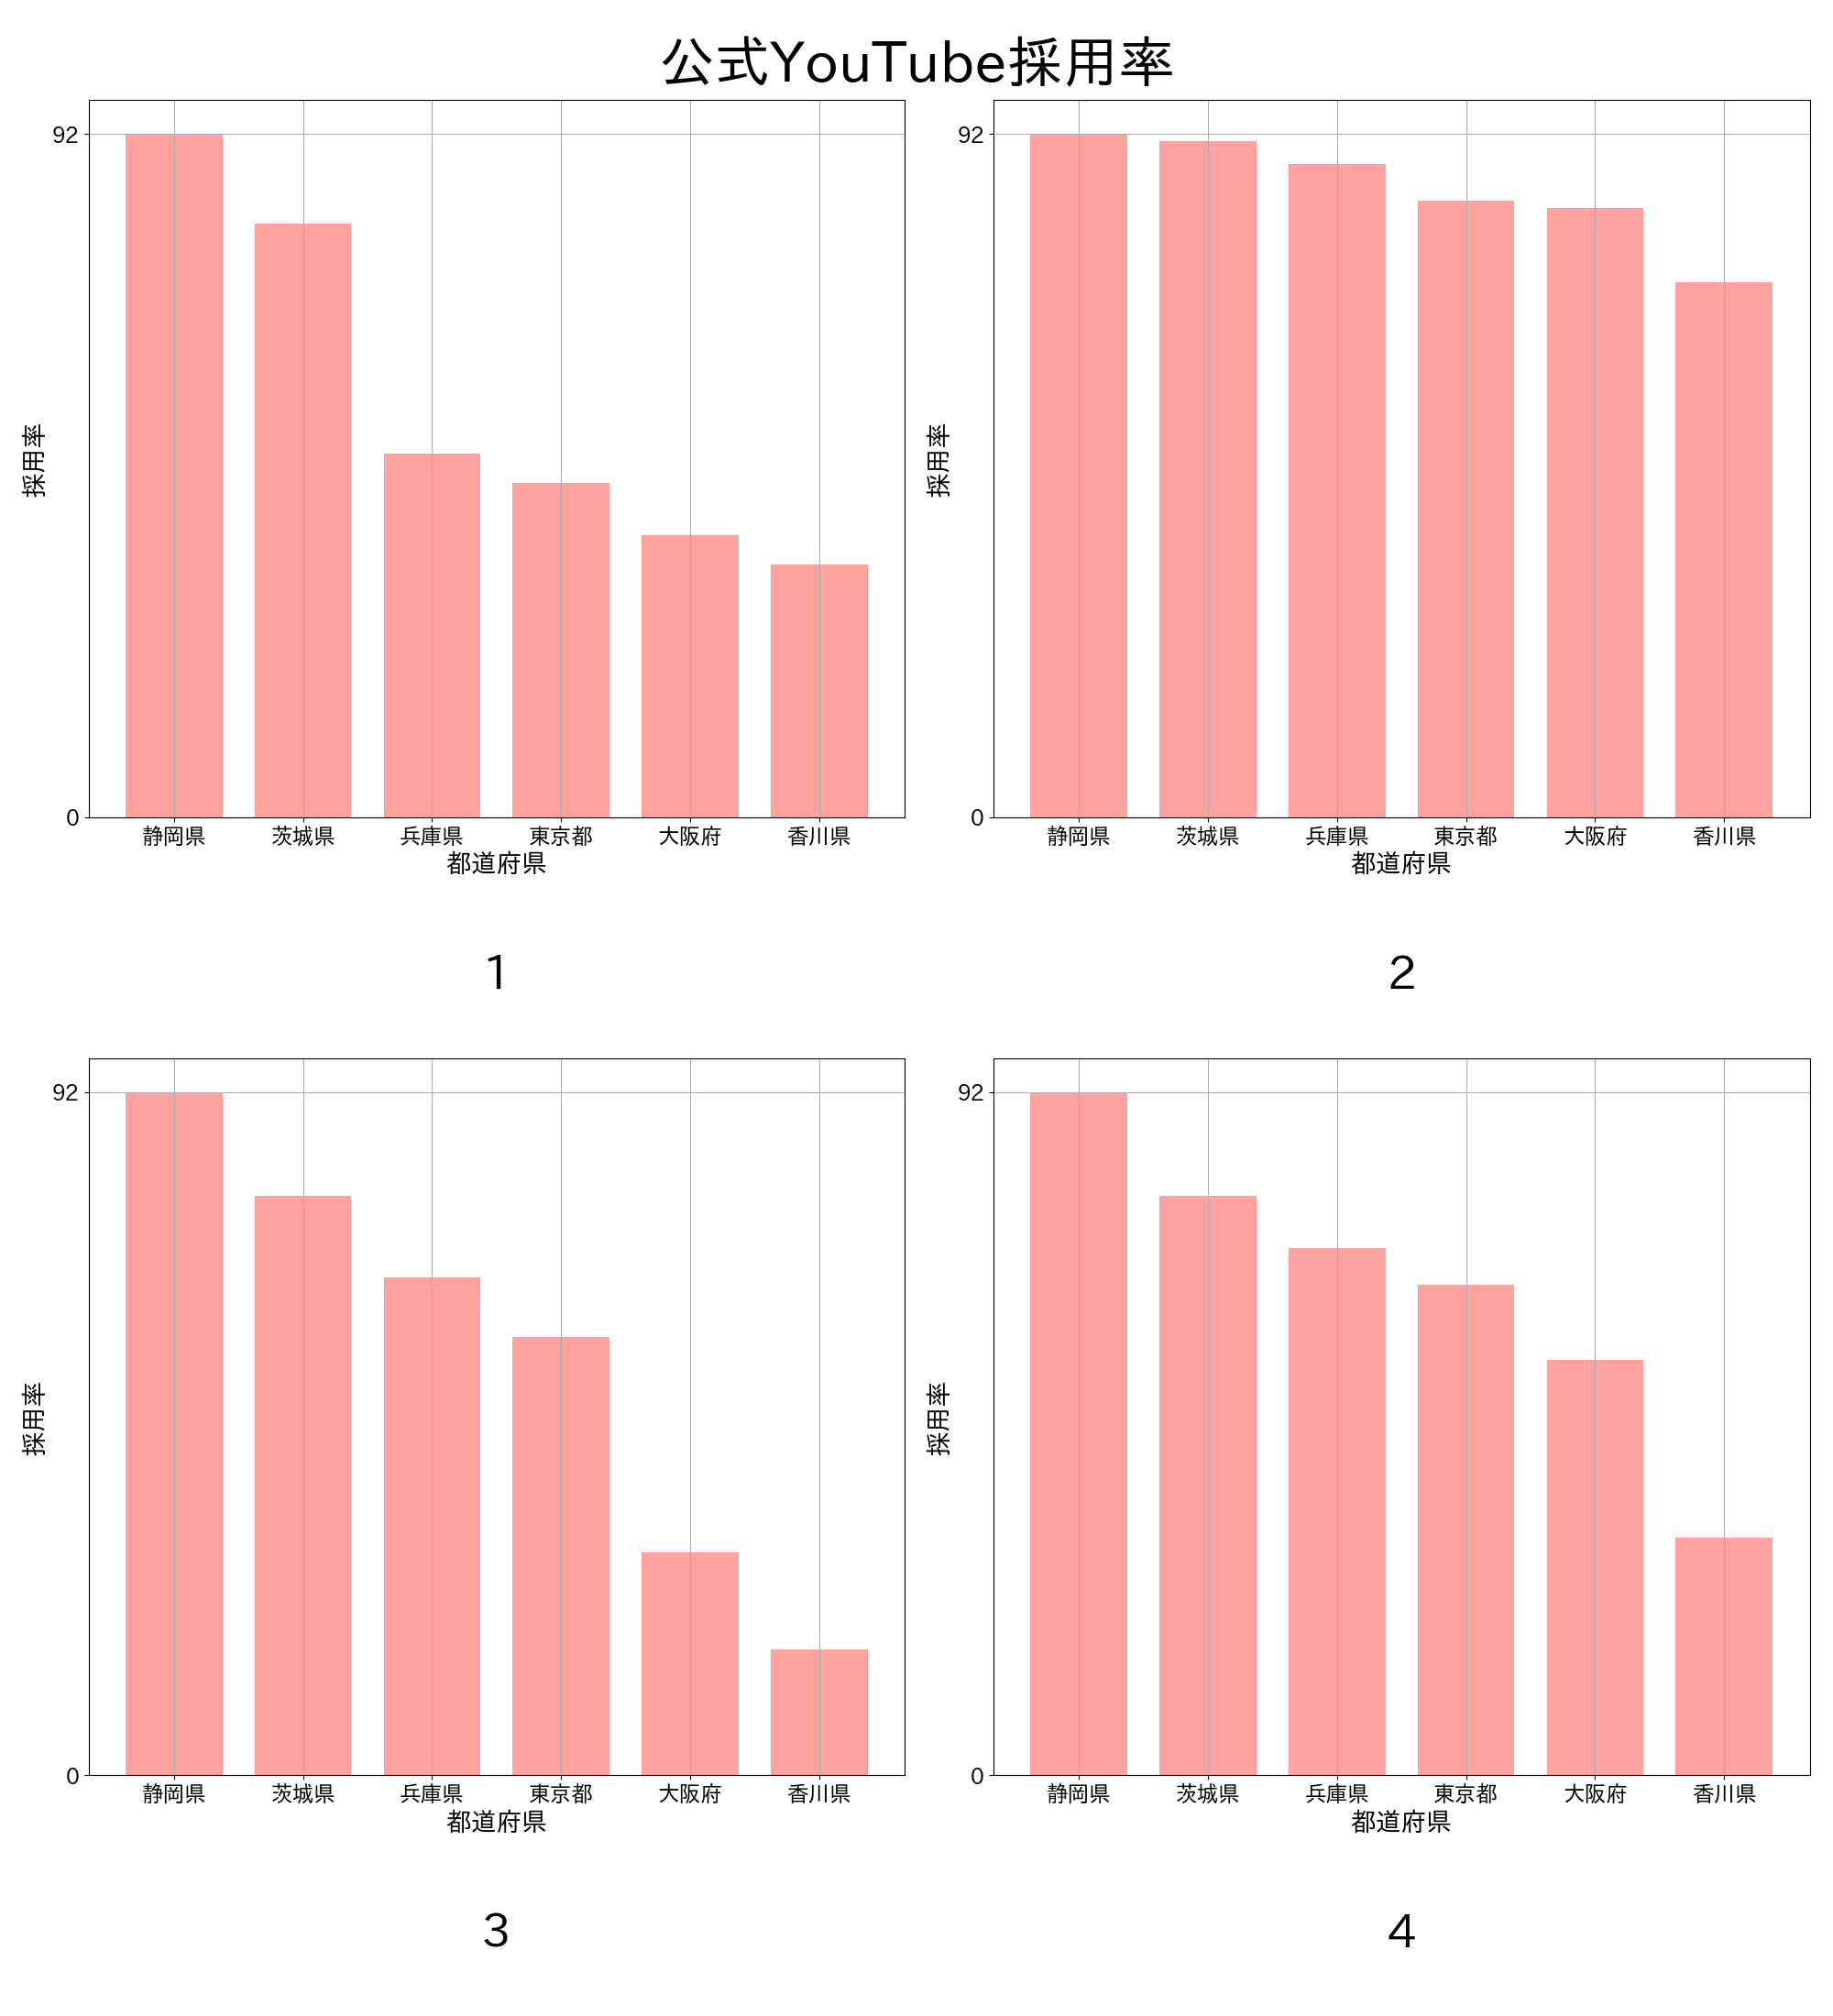 公式YouTube採用率
92
採用率
0
静岡県 茨城県 兵庫県 東京都 大阪府 香川県
都道府県
1
92
採用率
0
静岡県 茨城県 兵庫県 東京都 大阪府 香川県
都道府県
2
92
採用率
0
静岡県 茨城県 兵庫県 東京都 大阪府 香川県
都道府県
3
92
採用率
0
静岡県 茨城県 兵庫県 東京都 大阪府 香川県
都道府県
4